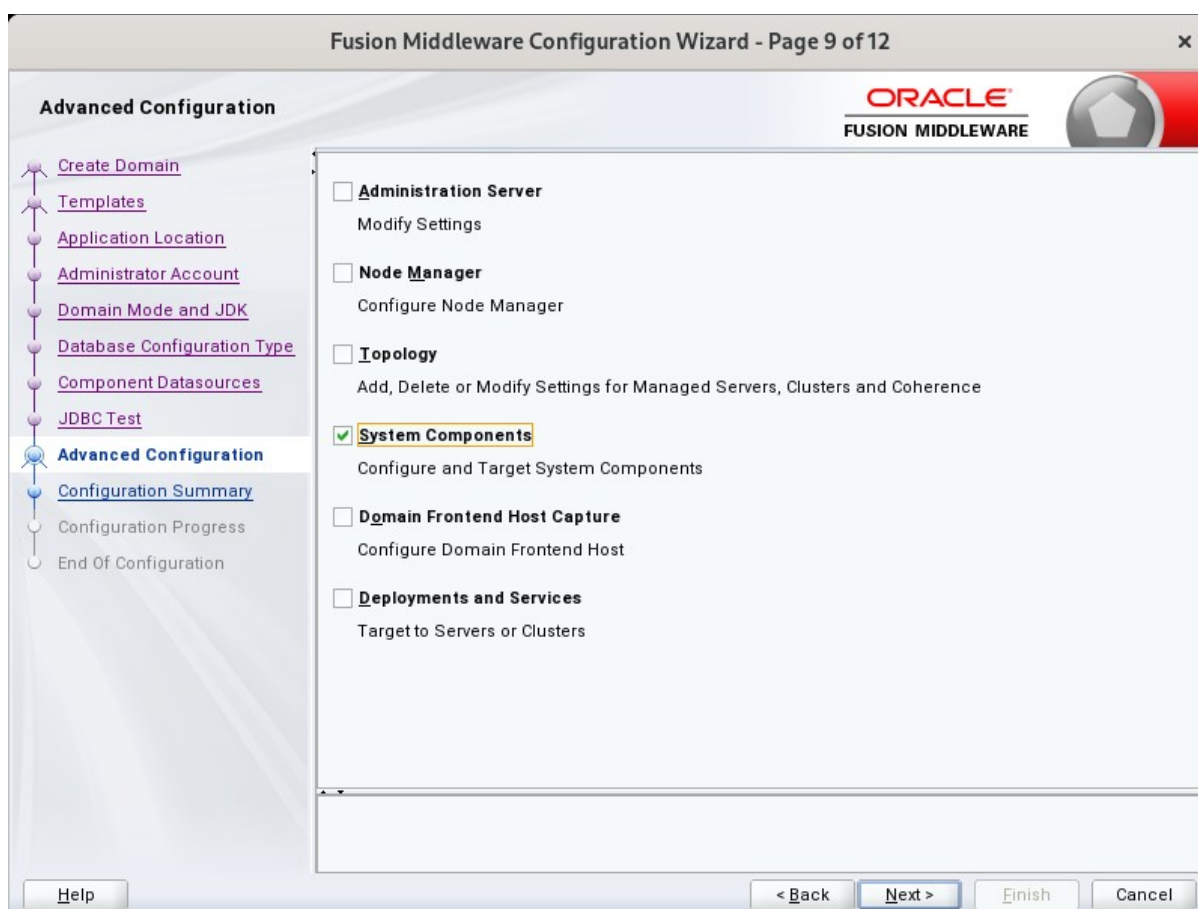 Fusion Middleware Configuration Wizard - Page 9 of 12
Advanced Configuration
ORACLE
FUSION MIDDLEWARE
Create Domain
Templates
Application Location
Administrator Account
Domain Mode and JDK
Database Configuration Type
Component Datasources
JDBC Test
Advanced Configuration
Configuration Summary
Configuration Progress
End Of Configuration
Administration Server
Modify Settings
Node Manager
Configure Node Manager
Topology
Add, Delete or Modify Settings for Managed Servers, Clusters and Coherence
System Components
Configure and Target System Components
Domain Frontend Host Capture
Configure Domain Frontend Host
Deployments and Services
Target to Servers or Clusters
Help
< Back
Next >
Finish
Cancel